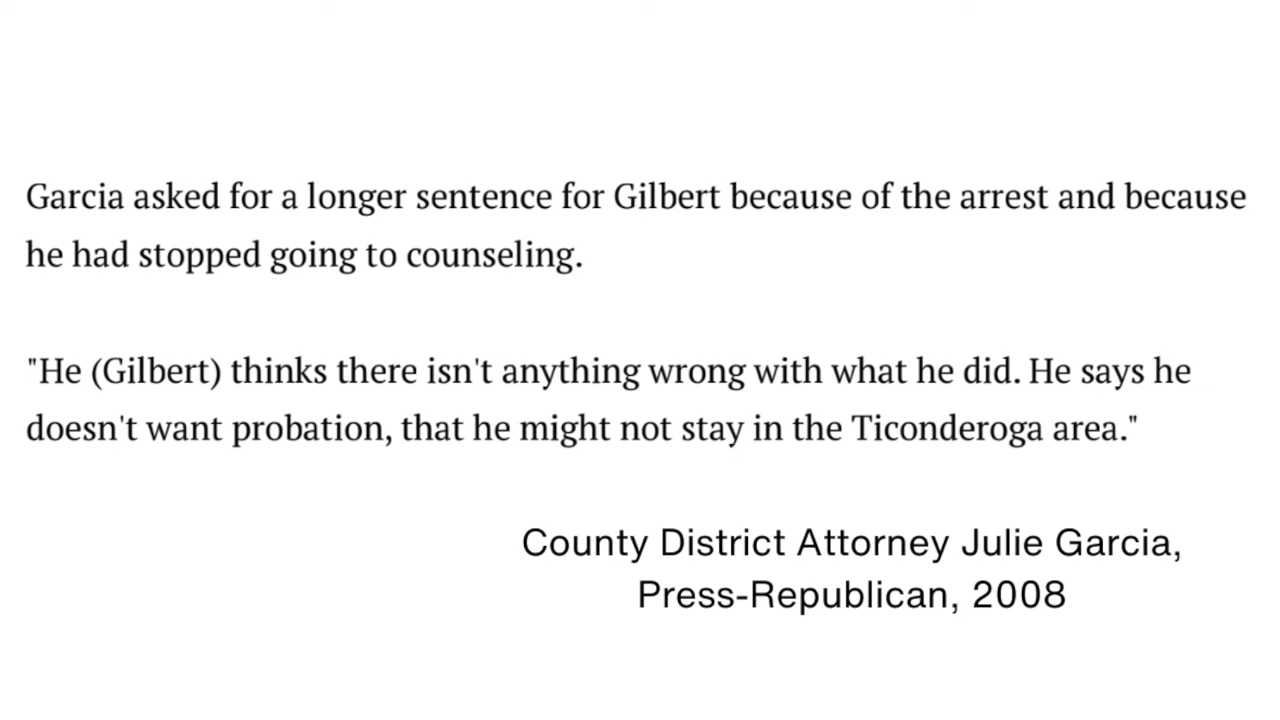 Garcia asked for a longer sentence for Gilbert because of the arrest and because
he had stopped going to counseling.
"He (Gilbert) thinks there isn't anything wrong with what he did. He says he
doesn't want probation, that he might not stay in the Ticonderoga area."
County District Attorney Julie Garcia,
Press-Republican, 2008